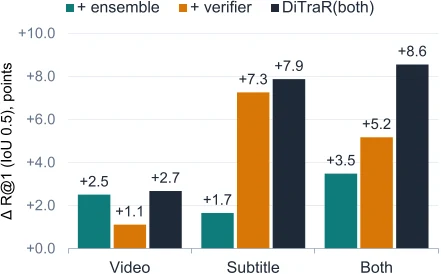 + ensemble + verifier DiTraR(both)
Δ R@1 (IoU 0.5), points
+10.0
+8.0
+6.0
+4.0
+2.0
+0.0
+2.5 +1.1 +2.7
+1.7 +7.3 +7.9
+3.5 +5.2 +8.6
Video Subtitle Both